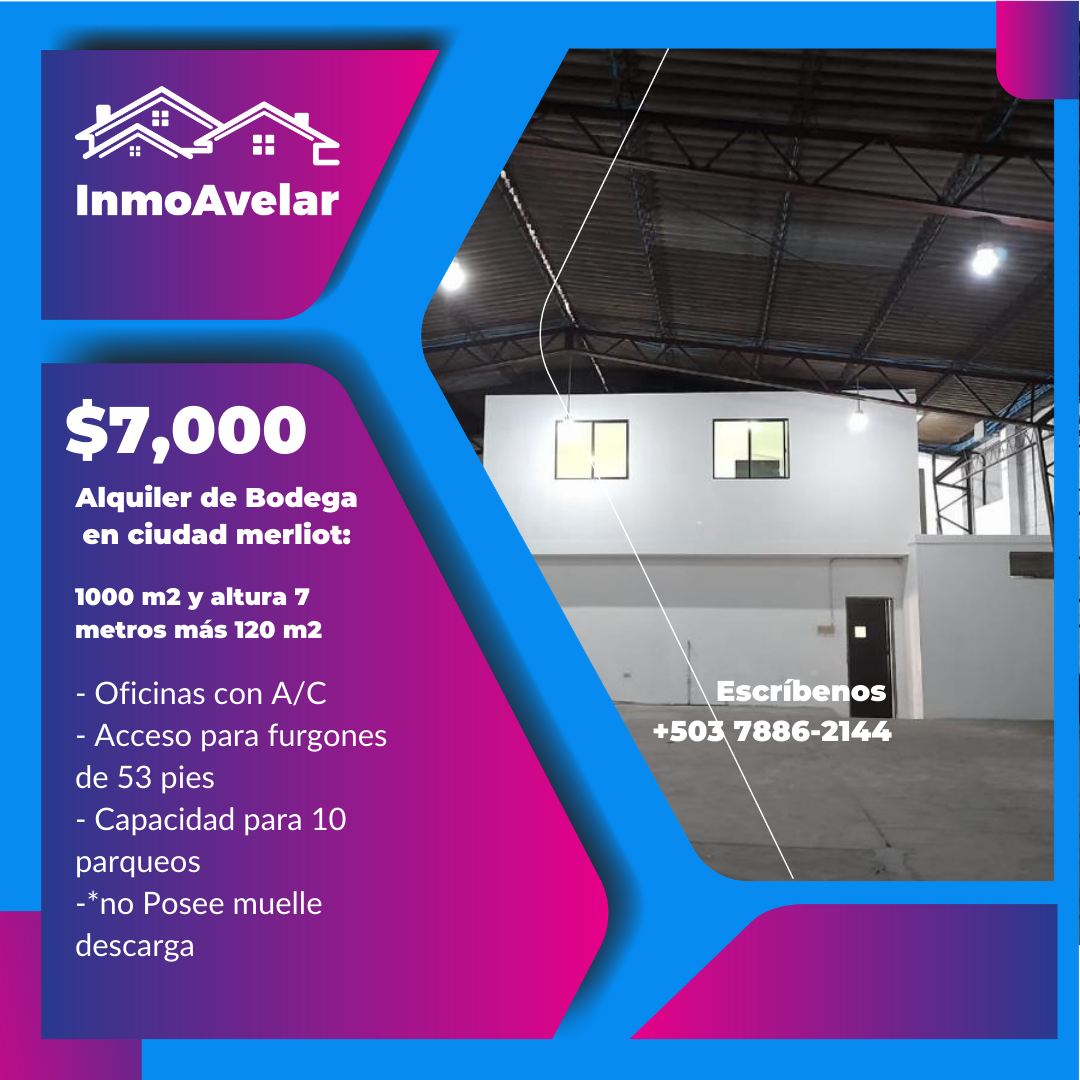 InmoAvelar
$7,000
Alquiler de Bodega
en ciudad merliot:
1000 m2 y altura 7
metros más 120 m2
- Oficinas con A/C
- Acceso para furgones
de 53 pies
- Capacidad para 10
parqueos
-*no Posee muelle
descarga
Escríbenos
+503 7886-2144